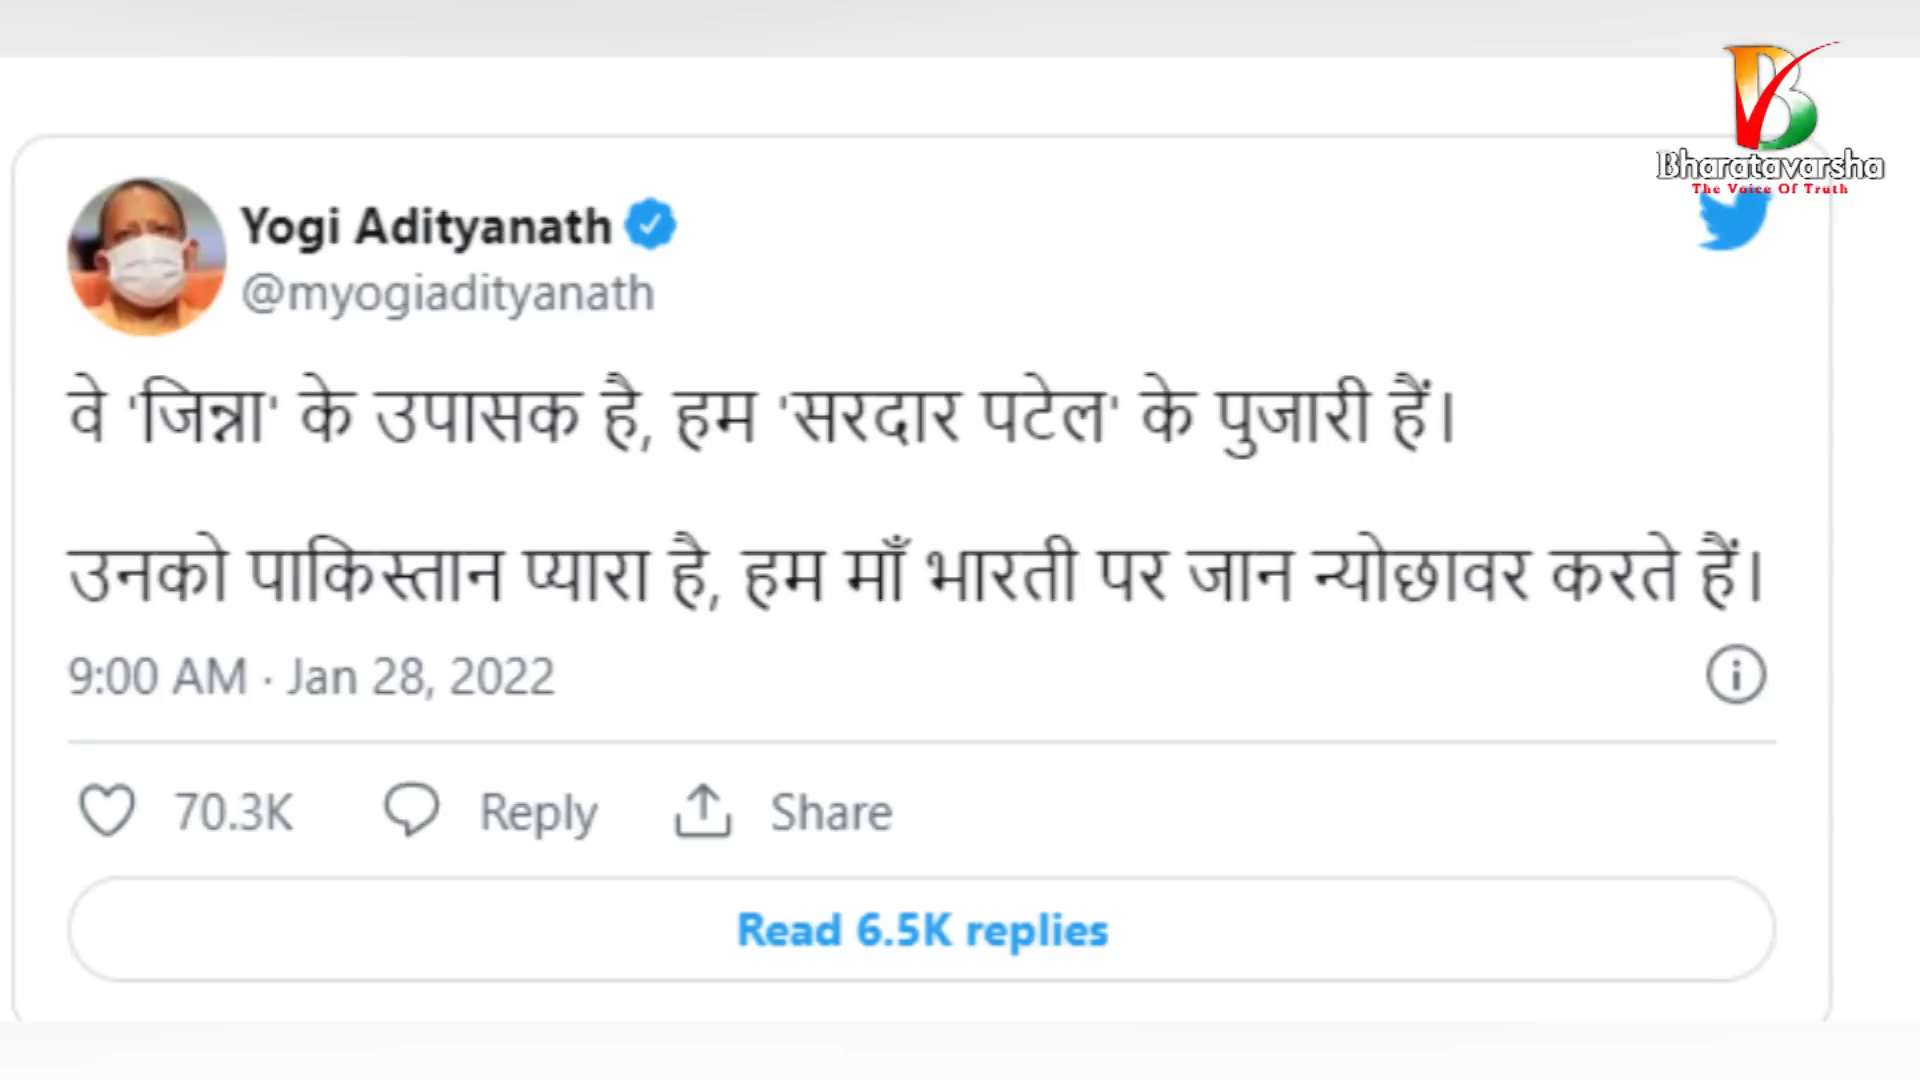 Bharatavarsha
The Voice Of Truth
Yogi Adityanath
@myogiadityanath
वे 'जिन्ना' के उपासक है, हम 'सरदार पटेल' के पुजारी हैं।
उनको पाकिस्तान प्यारा है, हम माँ भारती पर जान न्योछावर करते हैं।
9:00 AM · Jan 28, 2022
70.3K Reply Share
Read 6.5K replies